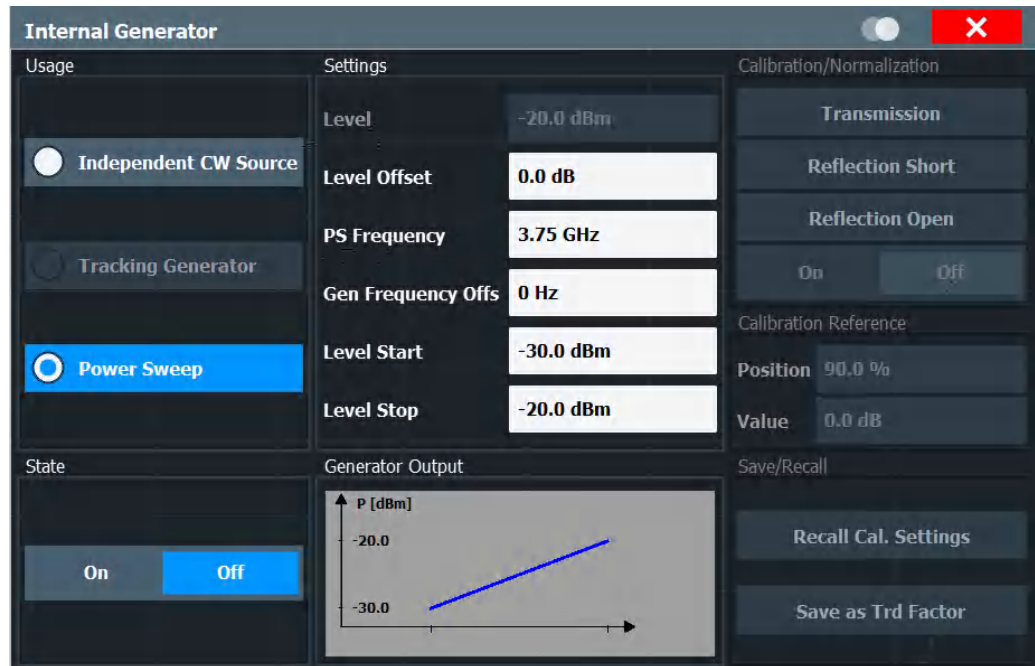 Internal Generator
Usage
Independent CW Source
Tracking Generator
Power Sweep
State
On Off
Settings
Level -20.0 dBm
Level Offset 0.0 dB
PS Frequency 3.75 GHz
Gen Frequency Offs 0 Hz
Level Start -30.0 dBm
Level Stop -20.0 dBm
Generator Output
P [dBm]
-20.0
-30.0
Calibration/Normalization
Transmission
Reflection Short
Reflection Open
On Off
Calibration Reference
Position 90.0 %
Value 0.0 dB
Save/Recall
Recall Cal. Settings
Save as Trd Factor